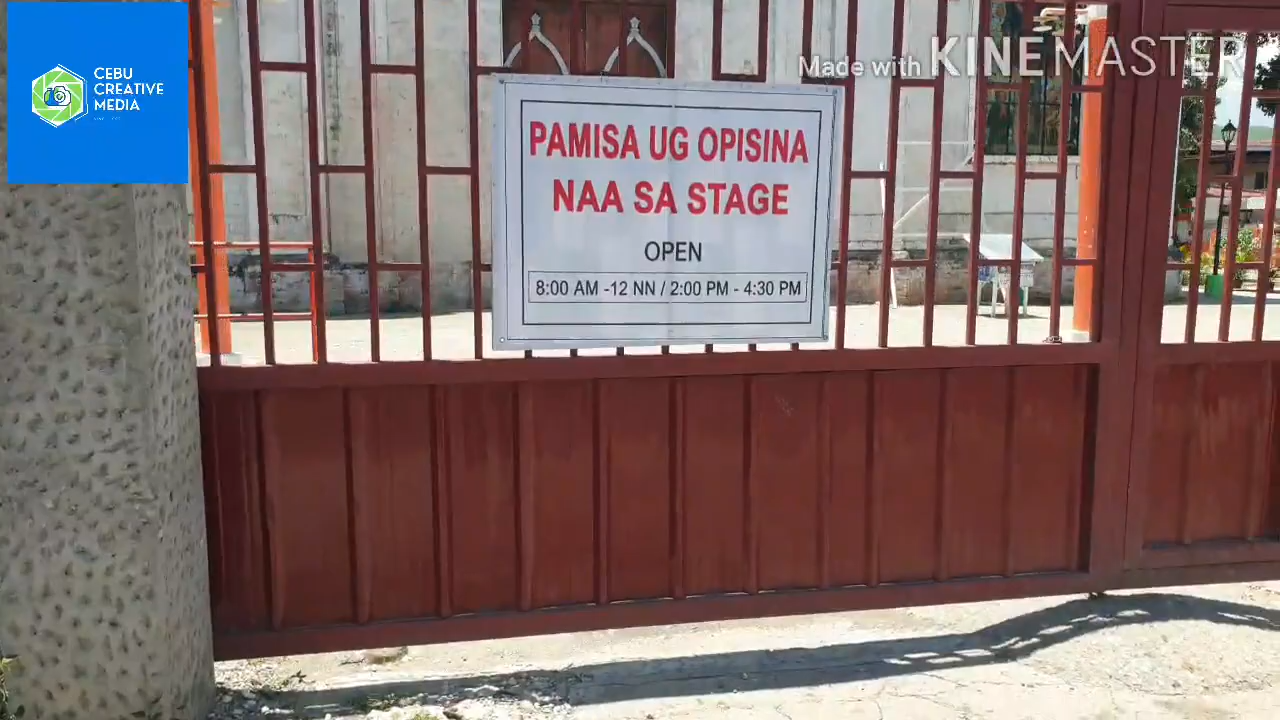 CEBU
CREATIVE
MEDIA
Made with KINEMASTER
PAMISA UG OPISINA
NAA SA STAGE
OPEN
8:00 AM -12 NN / 2:00 PM - 4:30 PM